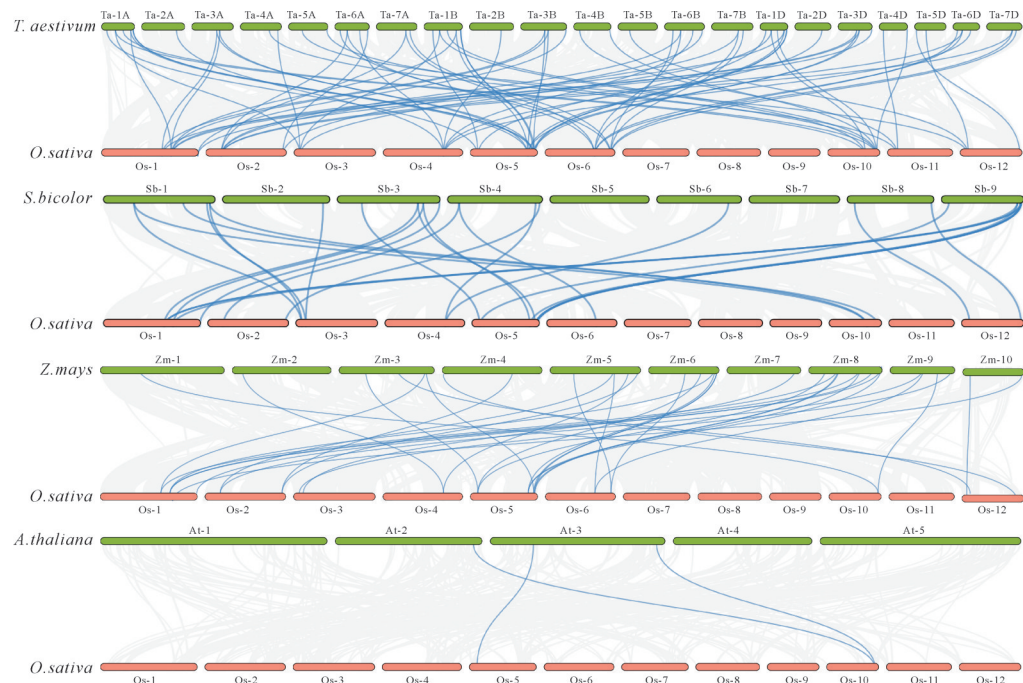 Ta-1A Ta-2A Ta-3A Ta-4A Ta-5A Ta-6A Ta-7A Ta-1B Ta-2B Ta-3B Ta-4B Ta-5B Ta-6B Ta-7B Ta-1D Ta-2D Ta-3D Ta-4D Ta-5D Ta-6D Ta-7D
T. aestivum
O.sativa
Os-1 Os-2 Os-3 Os-4 Os-5 Os-6 Os-7 Os-8 Os-9 Os-10 Os-11 Os-12
Sb-1 Sb-2 Sb-3 Sb-4 Sb-5 Sb-6 Sb-7 Sb-8 Sb-9
S.bicolor
O.sativa
Os-1 Os-2 Os-3 Os-4 Os-5 Os-6 Os-7 Os-8 Os-9 Os-10 Os-11 Os-12
Zm-1 Zm-2 Zm-3 Zm-4 Zm-5 Zm-6 Zm-7 Zm-8 Zm-9 Zm-10
Z.mays
O.sativa
Os-1 Os-2 Os-3 Os-4 Os-5 Os-6 Os-7 Os-8 Os-9 Os-10 Os-11 Os-12
At-1 At-2 At-3 At-4 At-5
A.thaliana
O.sativa
Os-1 Os-2 Os-3 Os-4 Os-5 Os-6 Os-7 Os-8 Os-9 Os-10 Os-11 Os-12